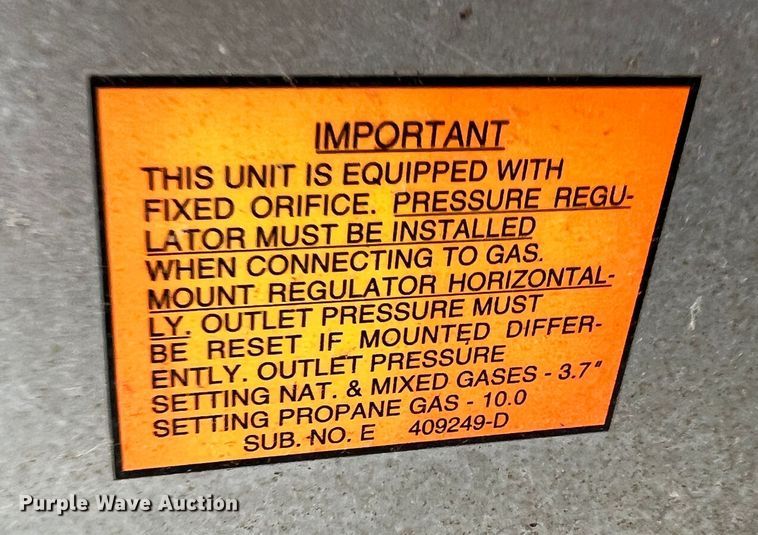 IMPORTANT
THIS UNIT IS EQUIPPED WITH
FIXED ORIFICE. PRESSURE REGU-
LATOR MUST BE INSTALLED
WHEN CONNECTING TO GAS.
MOUNT REGULATOR HORIZONTAL-
LY. OUTLET PRESSURE MUST
BE RESET IF MOUNTED DIFFER-
ENTLY. OUTLET PRESSURE
SETTING NAT. & MIXED GASES - 3.7"
SETTING PROPANE GAS - 10.0
SUB. NO. E 409249-D
Purple Wave Auction